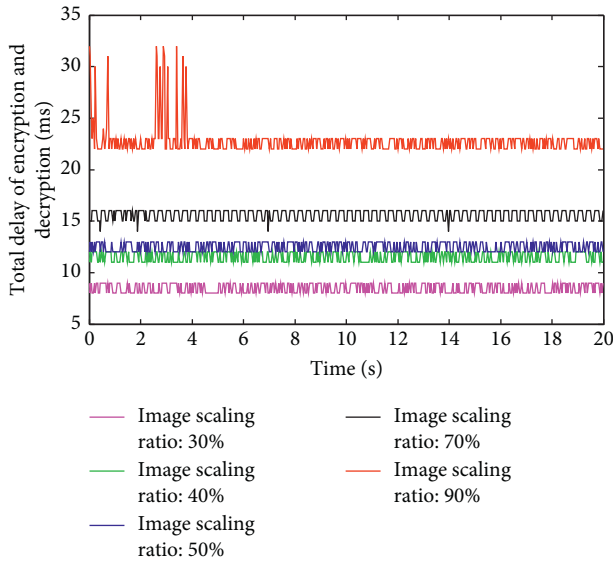 Total delay of encryption and
decryption (ms)
35
30
25
20
15
10
5
0 2 4 6 8 10 12 14 16 18 20
Time (s)
Image scaling
ratio: 30%
Image scaling
ratio: 40%
Image scaling
ratio: 50%
Image scaling
ratio: 70%
Image scaling
ratio: 90%